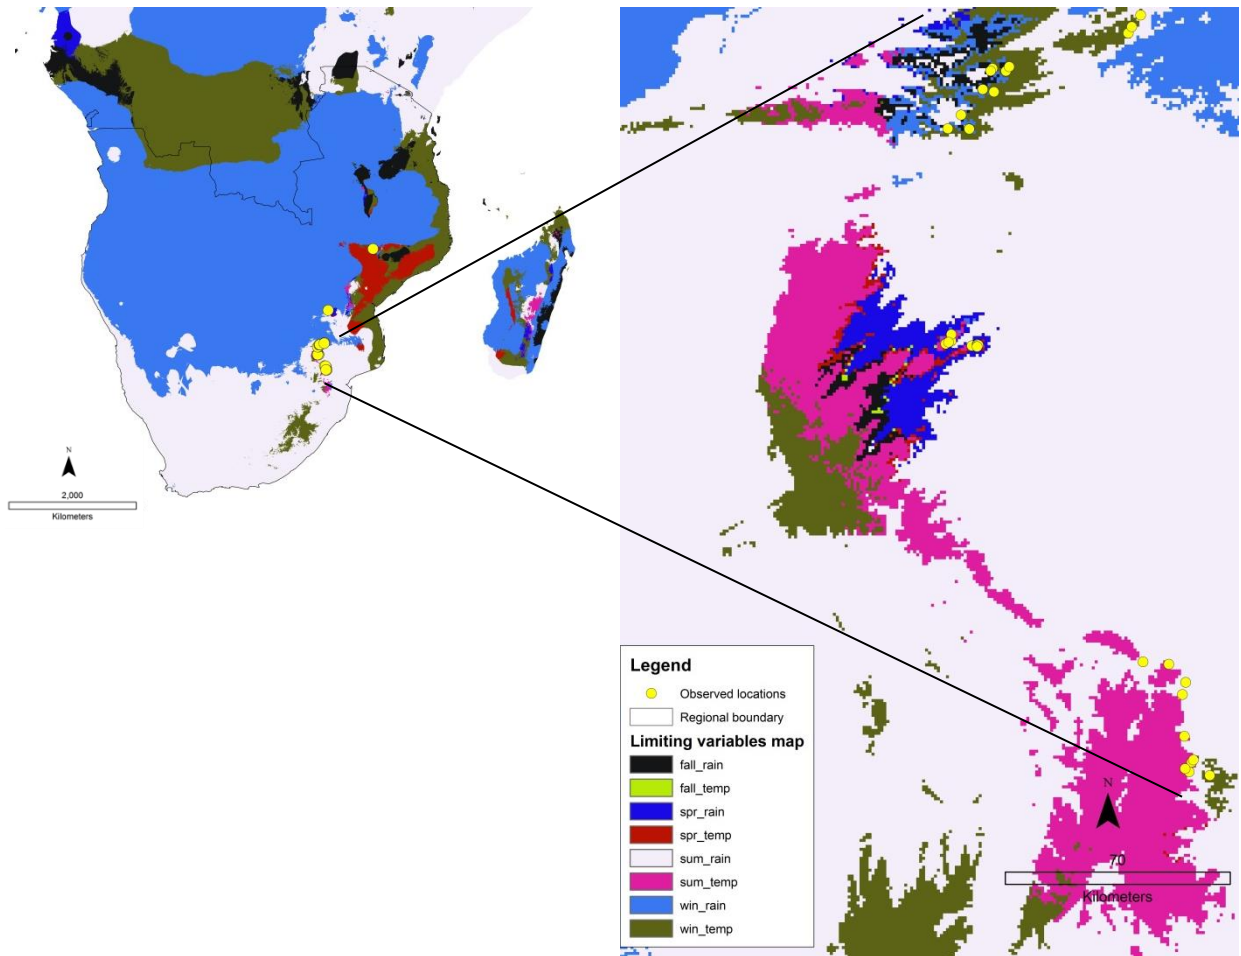 N
2,000
Kilometers
Legend
Observed locations
Regional boundary
Limiting variables map
fall_rain
fall_temp
spr_rain
spr_temp
sum_rain
sum_temp
win_rain
win_temp
N
70
Kilometers